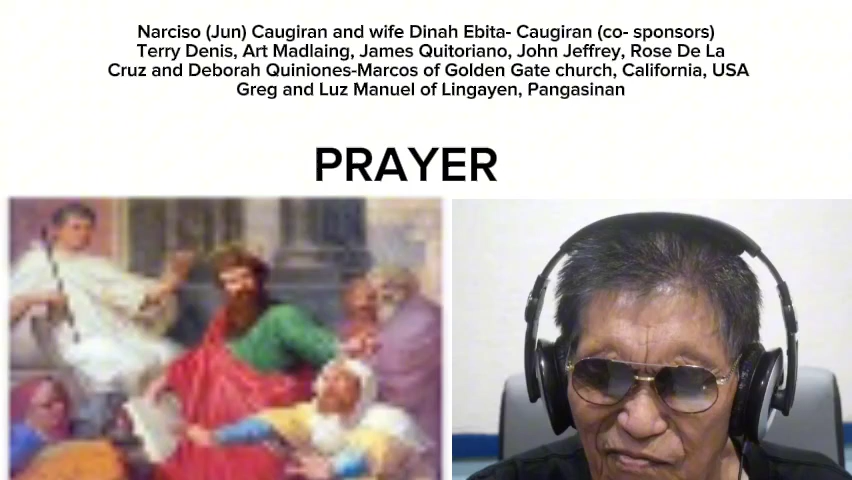 Narciso (Jun) Caugiran and wife Dinah Ebita- Caugiran (co- sponsors)
Terry Denis, Art Madlaing, James Quitoriano, John Jeffrey, Rose De La
Cruz and Deborah Quiniones-Marcos of Golden Gate church, California, USA
Greg and Luz Manuel of Lingayen, Pangasinan
PRAYER